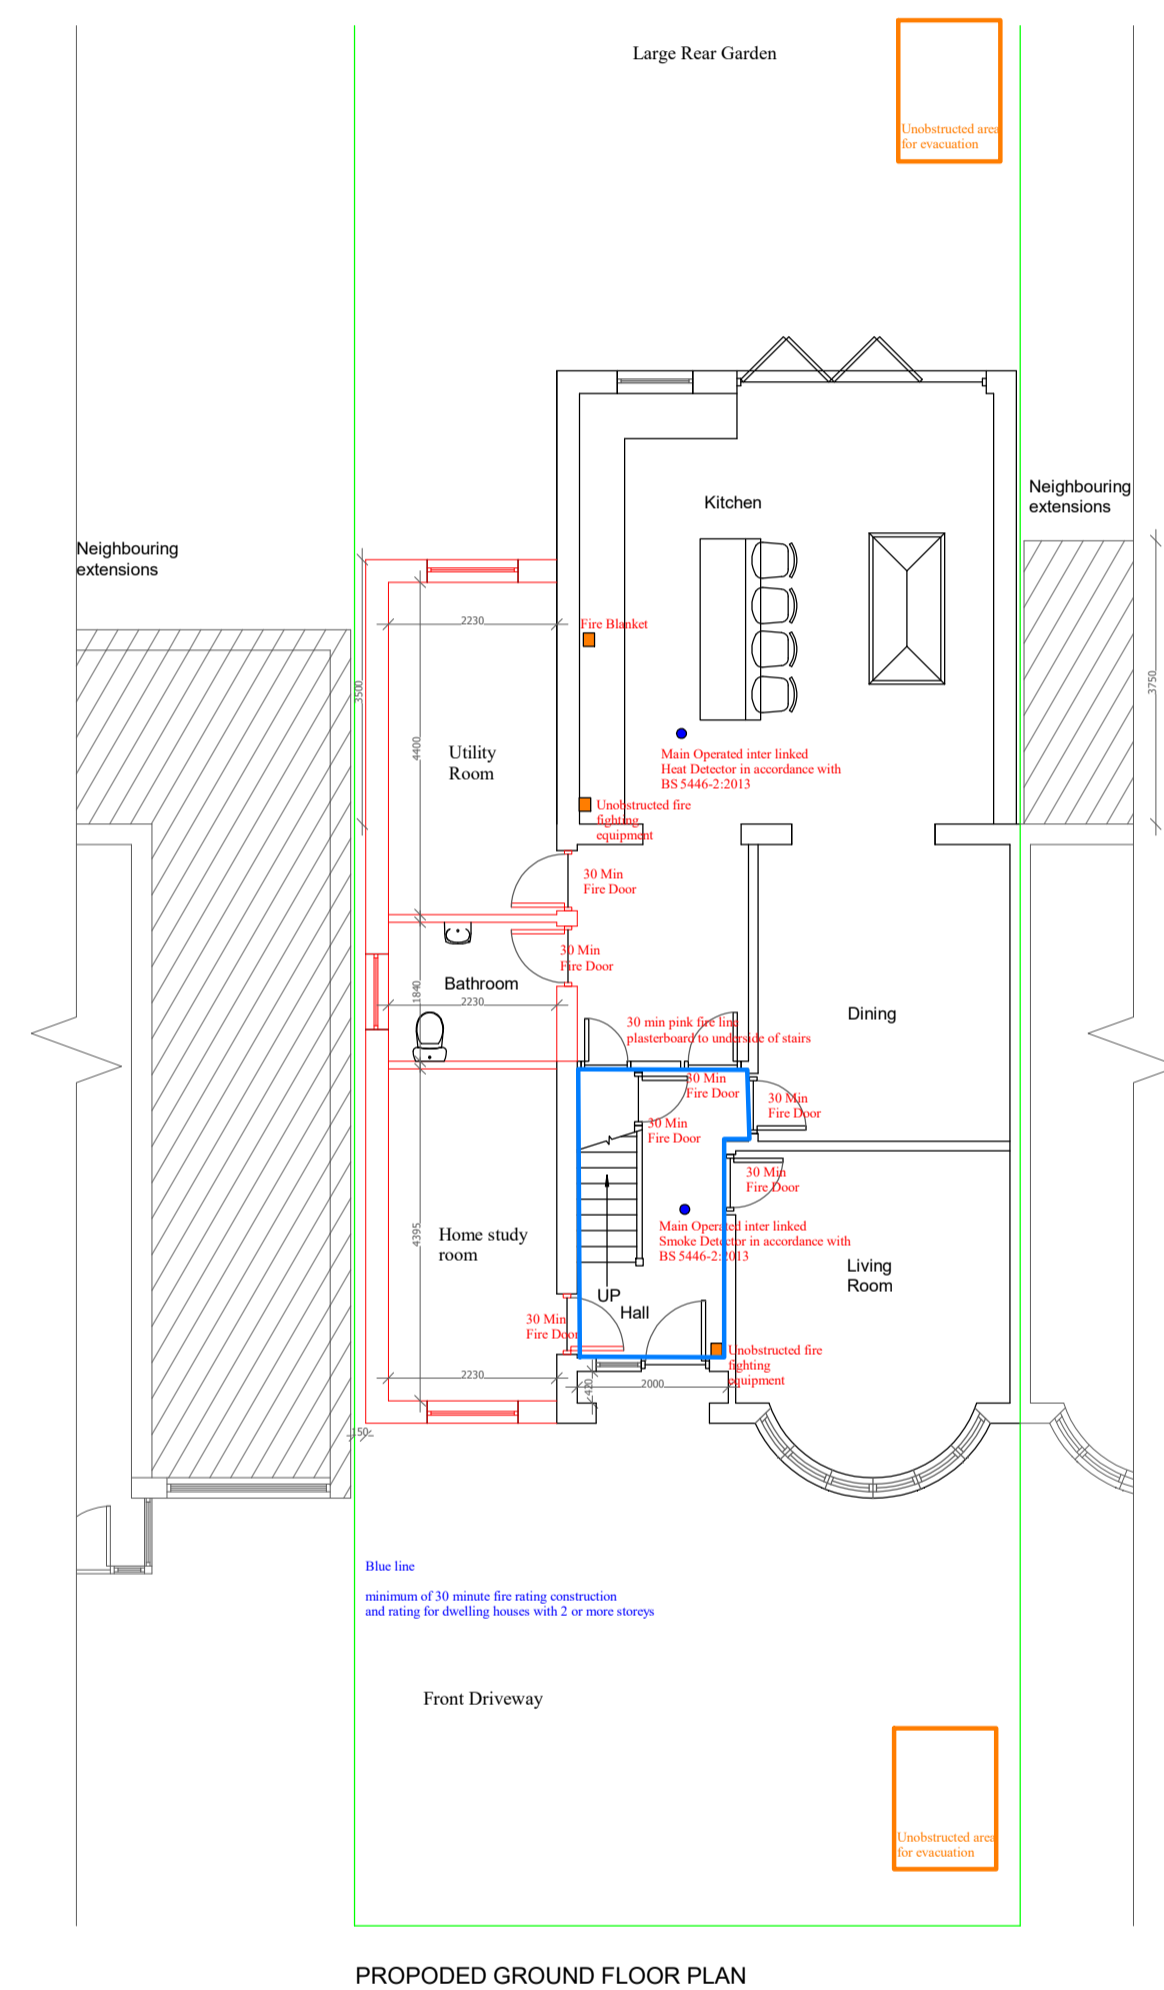 Large Rear Garden
Unobstructed area
for evacuation
Neighbouring
extensions
Kitchen
Neighbouring
extensions
2230
Fire Blanket
3500
3750
4400
Utility
Room
Main Operated inter linked
Heat Detector in accordance with
BS 5446-2:2013
Unobstructed fire
fighting
equipment
30 Min
Fire Door
30 Min
Fire Door
Bathroom
1840
2230
Dining
30 min pink fire line
plasterboard to underside of stairs
30 Min
Fire Door
30 Min
Fire Door
30 Min
Fire Door
30 Min
Fire Door
4395
Home study
room
Main Operated inter linked
Smoke Detector in accordance with
BS 5446-2:2013
Living
Room
UP
Hall
30 Min
Fire Door
Unobstructed fire
fighting
equipment
2230
420
2000
150
Blue line
minimum of 30 minute fire rating construction
and rating for dwelling houses with 2 or more storeys
Front Driveway
Unobstructed area
for evacuation
PROPODED GROUND FLOOR PLAN